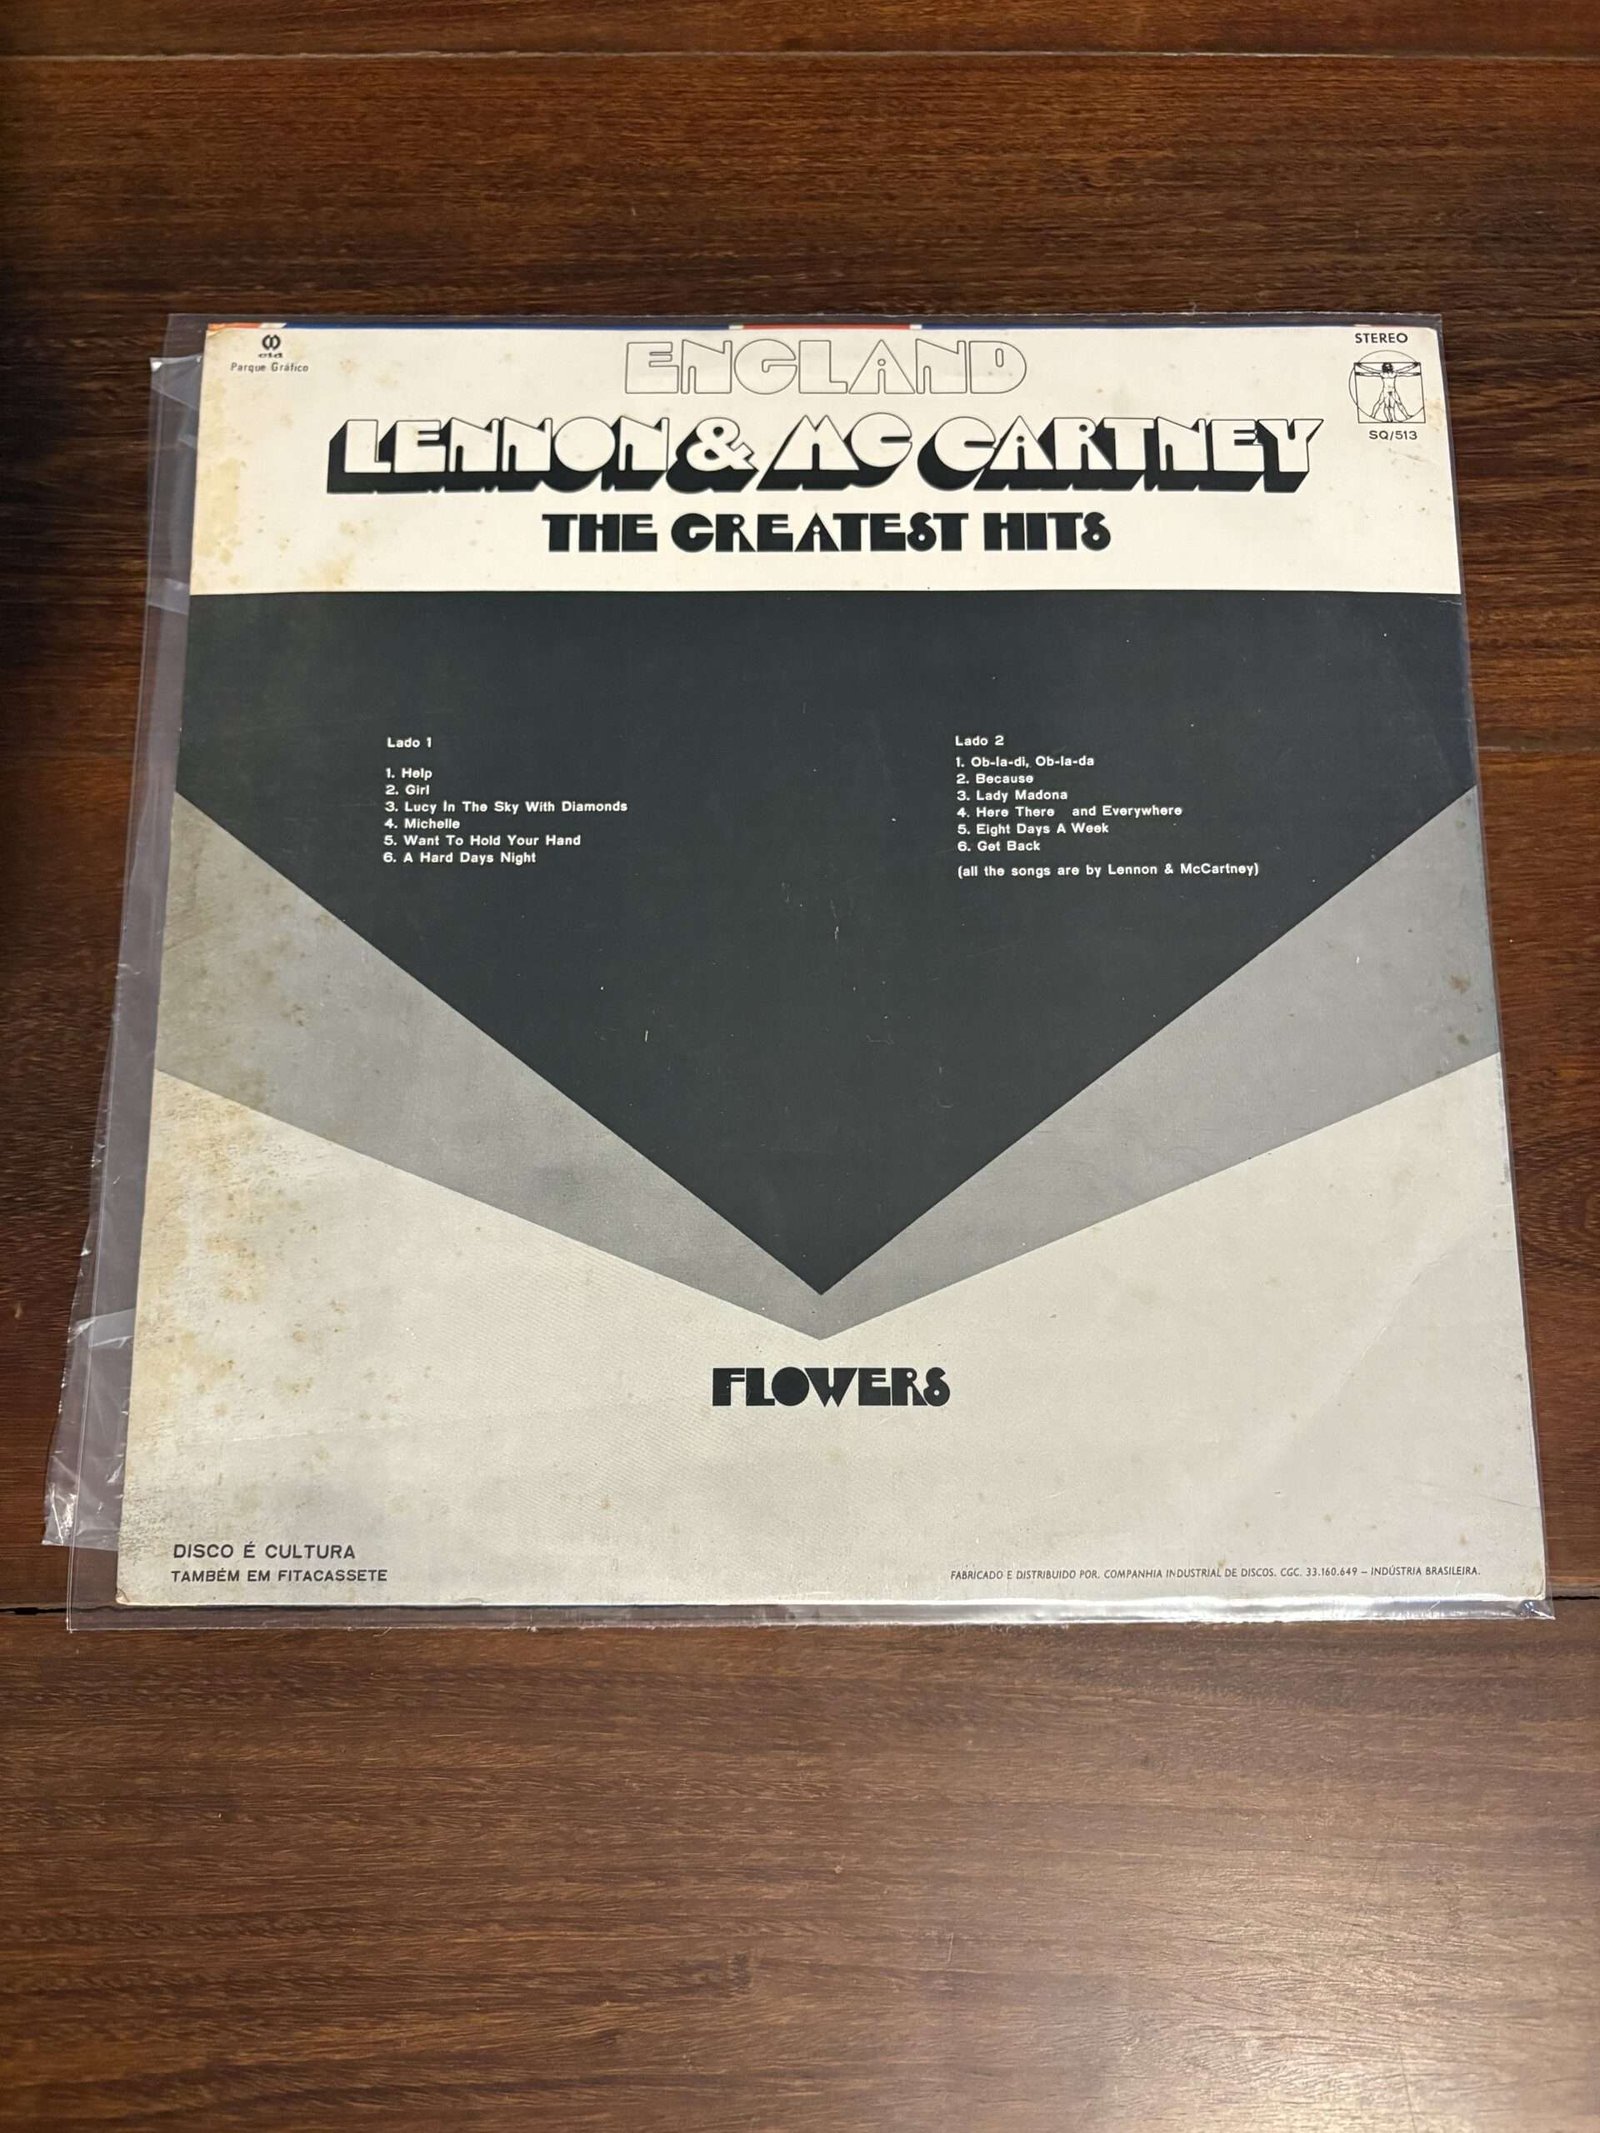 cid
Parque Gráfico
STEREO
SQ/513
ENGLAND
LENNON & MC CARTNEY
THE GREATEST HITS
Lado 1
1. Help
2. Girl
3. Lucy In The Sky With Diamonds
4. Michelle
5. Want To Hold Your Hand
6. A Hard Days Night
Lado 2
1. Ob-la-di, Ob-la-da
2. Because
3. Lady Madona
4. Here There and Everywhere
5. Eight Days A Week
6. Get Back
(all the songs are by Lennon & McCartney)
FLOWERS
DISCO É CULTURA
TAMBÉM EM FITACASSETE
FABRICADO E DISTRIBUIDO POR. COMPANHIA INDUSTRIAL DE DISCOS. CGC. 33.160.649 – INDÚSTRIA BRASILEIRA.